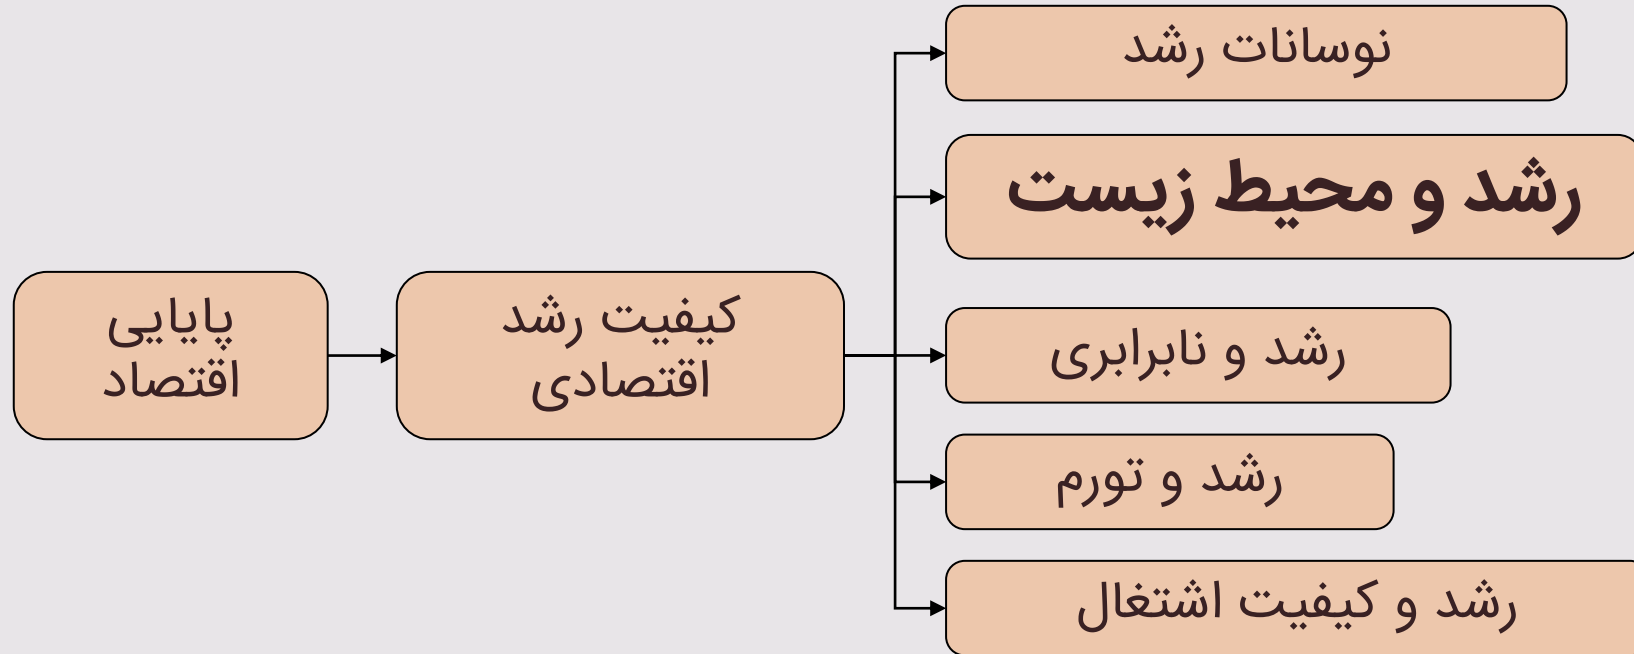 پایایی
اقتصاد
کیفیت رشد
اقتصادی
نوسانات رشد
رشد و محیط زیست
رشد و نابرابری
رشد و تورم
رشد و کیفیت اشتغال